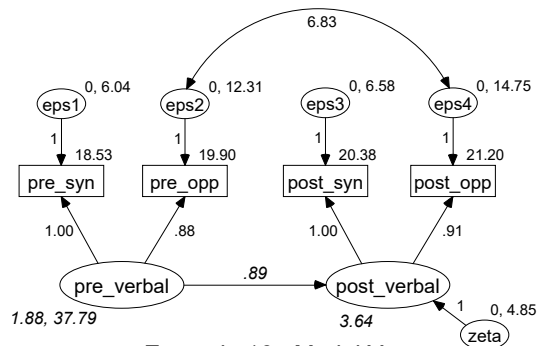 6.83
0, 6.04
0, 12.31
0, 6.58
0, 14.75
eps1
eps2
eps3
eps4
1
1
1
1
18.53
19.90
20.38
21.20
pre_syn
pre_opp
post_syn
post_opp
1.00
.88
1.00
.91
.89
pre_verbal
post_verbal
1.88, 37.79
3.64
1
0, 4.85
zeta